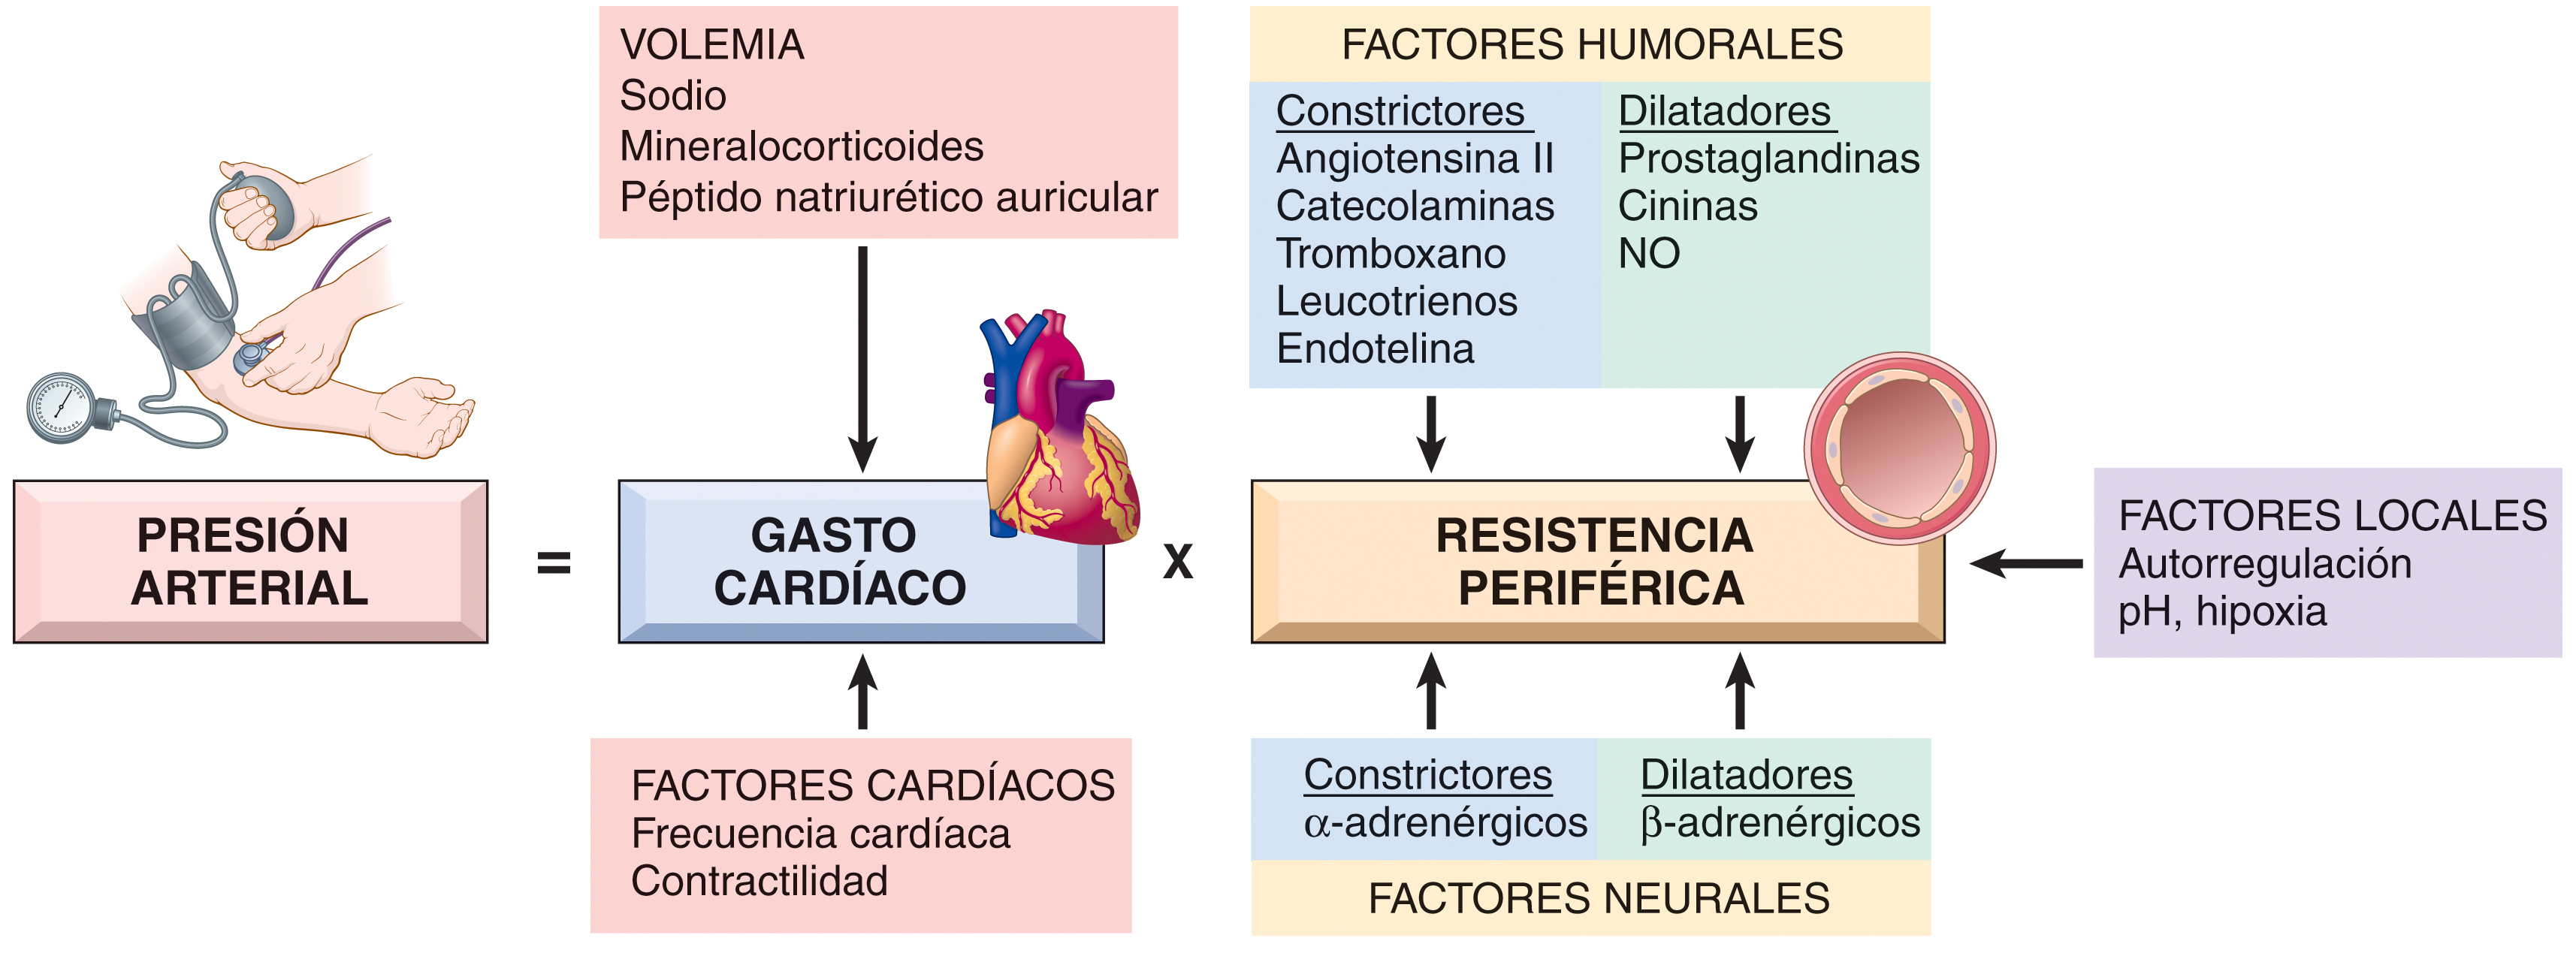 VOLEMIA
Sodio
Mineralocorticoides
Péptido natriurético auricular
FACTORES HUMORALES
Constrictores
Angiotensina II
Catecolaminas
Tromboxano
Leucotrienos
Endotelina
Dilatadores
Prostaglandinas
Cininas
NO
PRESIÓN
ARTERIAL
=
GASTO
CARDÍACO
x
RESISTENCIA
PERIFÉRICA
FACTORES LOCALES
Autorregulación
pH, hipoxia
FACTORES CARDÍACOS
Frecuencia cardíaca
Contractilidad
Constrictores
α-adrenérgicos
Dilatadores
β-adrenérgicos
FACTORES NEURALES